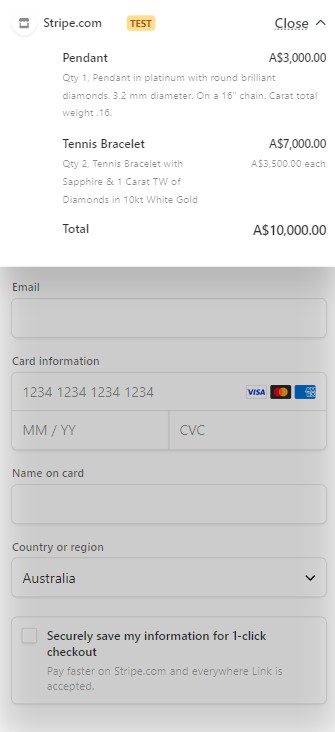 Stripe.com TEST Close
Pendant A$3,000.00
Qty 1, Pendant in platinum with round brilliant
diamonds. 3.2 mm diameter. On a 16" chain. Carat total
weight .16.
Tennis Bracelet A$7,000.00
Qty 2, Tennis Bracelet with A$3,500.00 each
Sapphire & 1 Carat TW of
Diamonds in 10kt White Gold
Total A$10,000.00
Email
Card information
1234 1234 1234 1234 VISA
MM / YY CVC
Name on card
Country or region
Australia
Securely save my information for 1-click
checkout
Pay faster on Stripe.com and everywhere Link is
accepted.